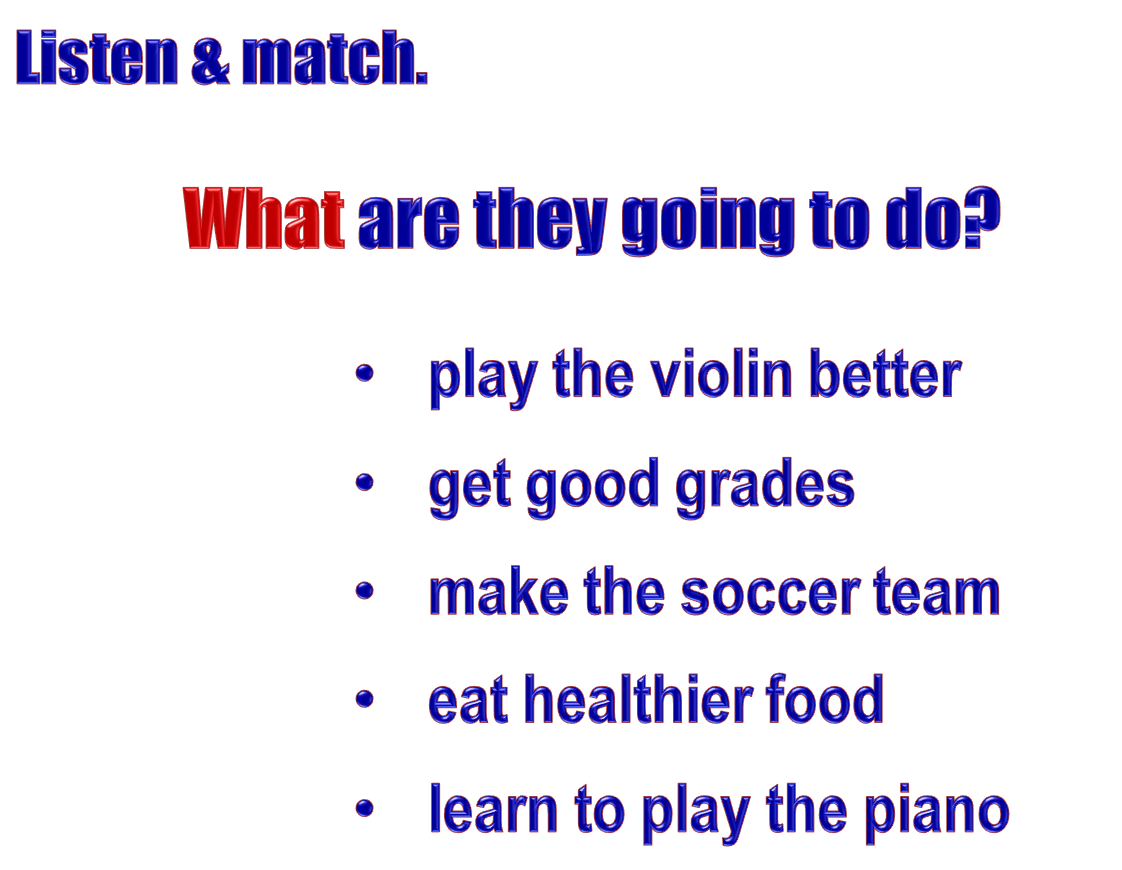 Listen & match.
What are they going to do?
• play the violin better
• get good grades
• make the soccer team
• eat healthier food
• learn to play the piano